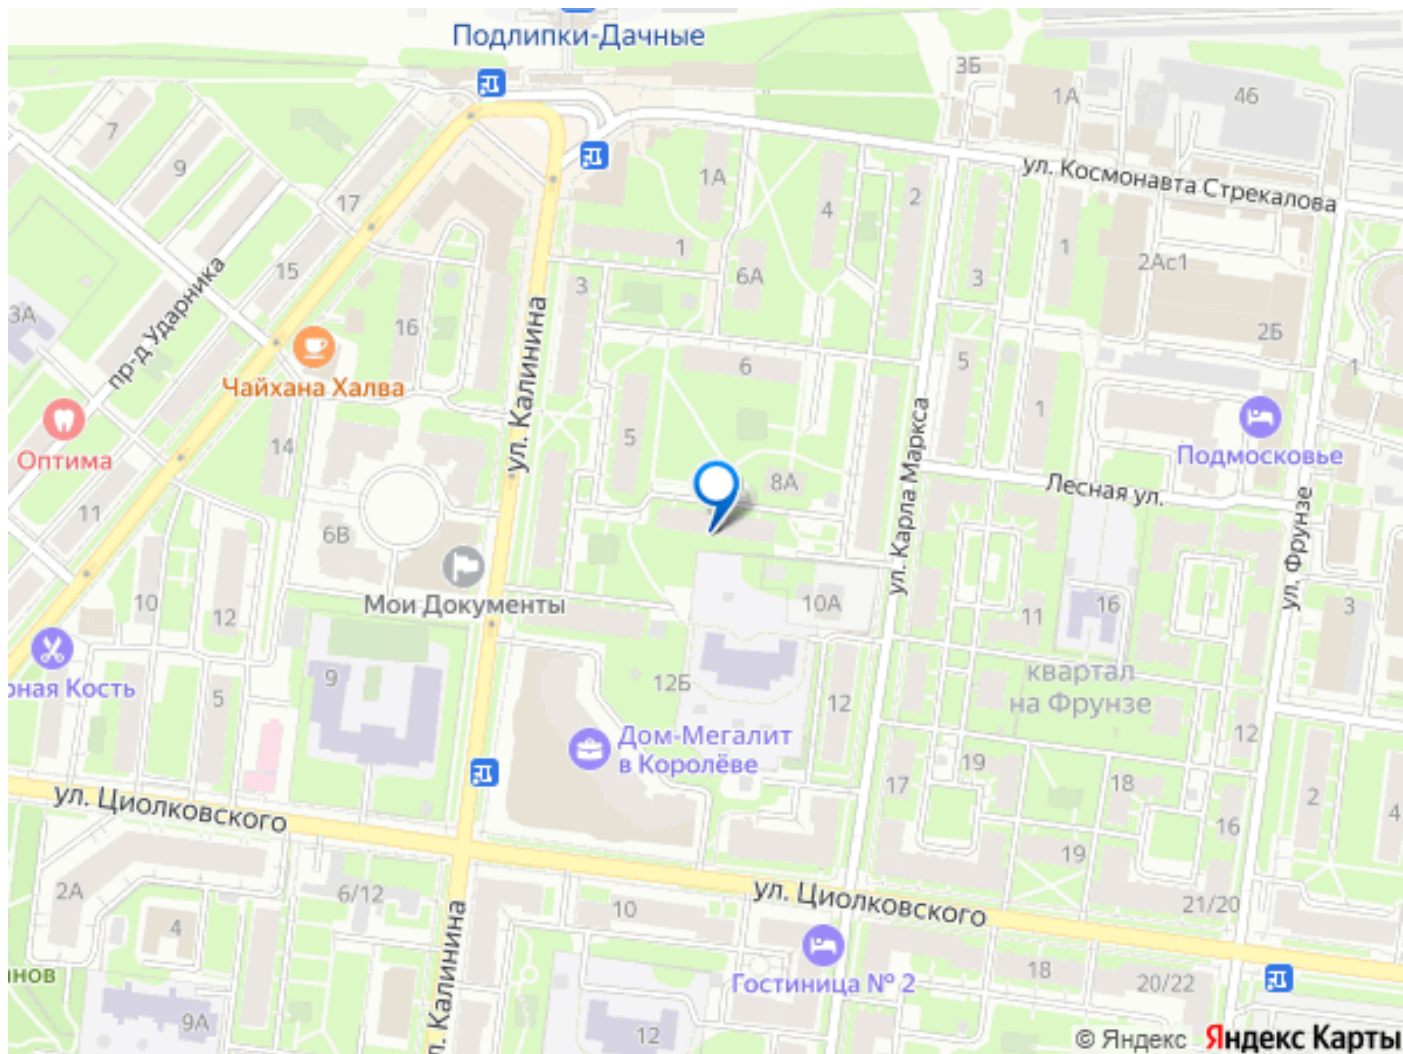 Подлипки-Дачные
3Б
1А
46
7
9
1А
17
4
2
ул. Космонавта Стрекалова
1
1
15
6А
2Ас1
3
3
3А
пр-д Ударника
16
ул. Калинина
2Б
6
5
1
Чайхана Халва
ул. Карла Маркса
1
5
14
Оптима
Подмосковье
8А
Лесная ул.
11
6В
ул. Фрунзе
Мои Документы
10
12
10А
11
16
3
рная Кость
9
5
12Б
12
квартал
на Фрунзе
12
Дом-Мегалит
в Королёве
19
17
18
2
4
ул. Циолковского
16
19
2А
6/12
ул. Циолковского
10
21/20
4
ул. Калинина
анов
Гостиница № 2
18
20/22
9А
12
© Яндекс Яндекс Карты